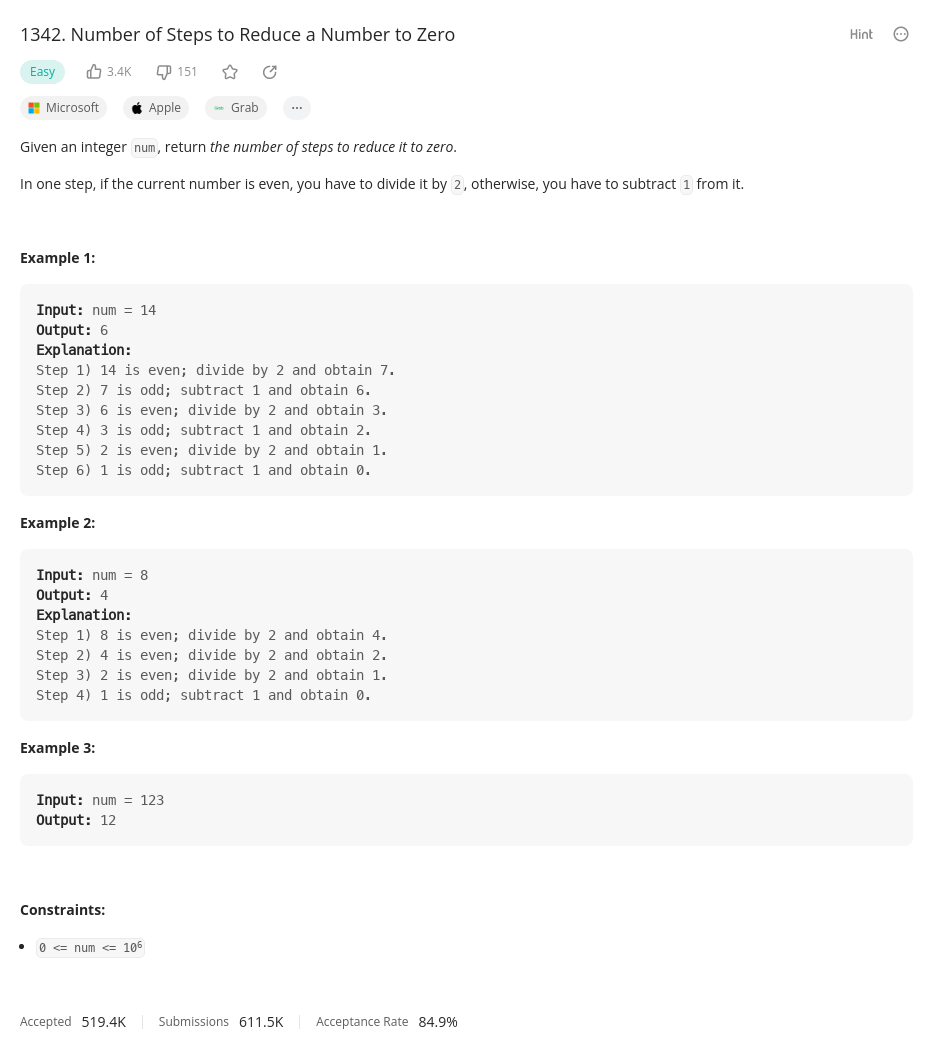 1342. Number of Steps to Reduce a Number to Zero
Hint
Easy 3.4K 151
Microsoft Apple Grab ...
Given an integer num, return the number of steps to reduce it to zero.
In one step, if the current number is even, you have to divide it by 2, otherwise, you have to subtract 1 from it.
Example 1:
Input: num = 14
Output: 6
Explanation:
Step 1) 14 is even; divide by 2 and obtain 7.
Step 2) 7 is odd; subtract 1 and obtain 6.
Step 3) 6 is even; divide by 2 and obtain 3.
Step 4) 3 is odd; subtract 1 and obtain 2.
Step 5) 2 is even; divide by 2 and obtain 1.
Step 6) 1 is odd; subtract 1 and obtain 0.
Example 2:
Input: num = 8
Output: 4
Explanation:
Step 1) 8 is even; divide by 2 and obtain 4.
Step 2) 4 is even; divide by 2 and obtain 2.
Step 3) 2 is even; divide by 2 and obtain 1.
Step 4) 1 is odd; subtract 1 and obtain 0.
Example 3:
Input: num = 123
Output: 12
Constraints:
• 0 <= num <= 10⁶
Accepted 519.4K Submissions 611.5K Acceptance Rate 84.9%